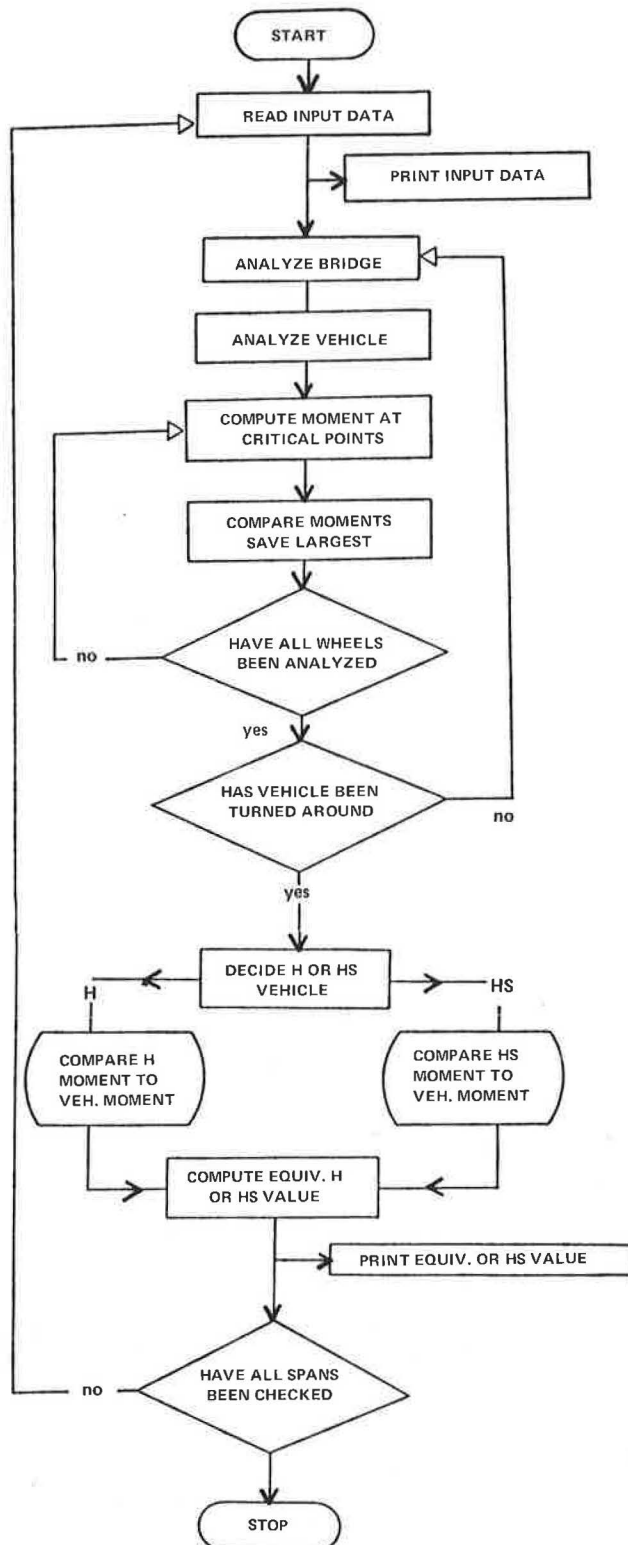 START
READ INPUT DATA
PRINT INPUT DATA
ANALYZE BRIDGE
ANALYZE VEHICLE
COMPUTE MOMENT AT
CRITICAL POINTS
COMPARE MOMENTS
SAVE LARGEST
HAVE ALL WHEELS
BEEN ANALYZED
no
yes
HAS VEHICLE BEEN
TURNED AROUND
no
yes
DECIDE H OR HS
VEHICLE
H
HS
COMPARE H
MOMENT TO
VEH. MOMENT
COMPARE HS
MOMENT TO
VEH. MOMENT
COMPUTE EQUIV. H
OR HS VALUE
PRINT EQUIV. OR HS VALUE
HAVE ALL SPANS
BEEN CHECKED
no
STOP